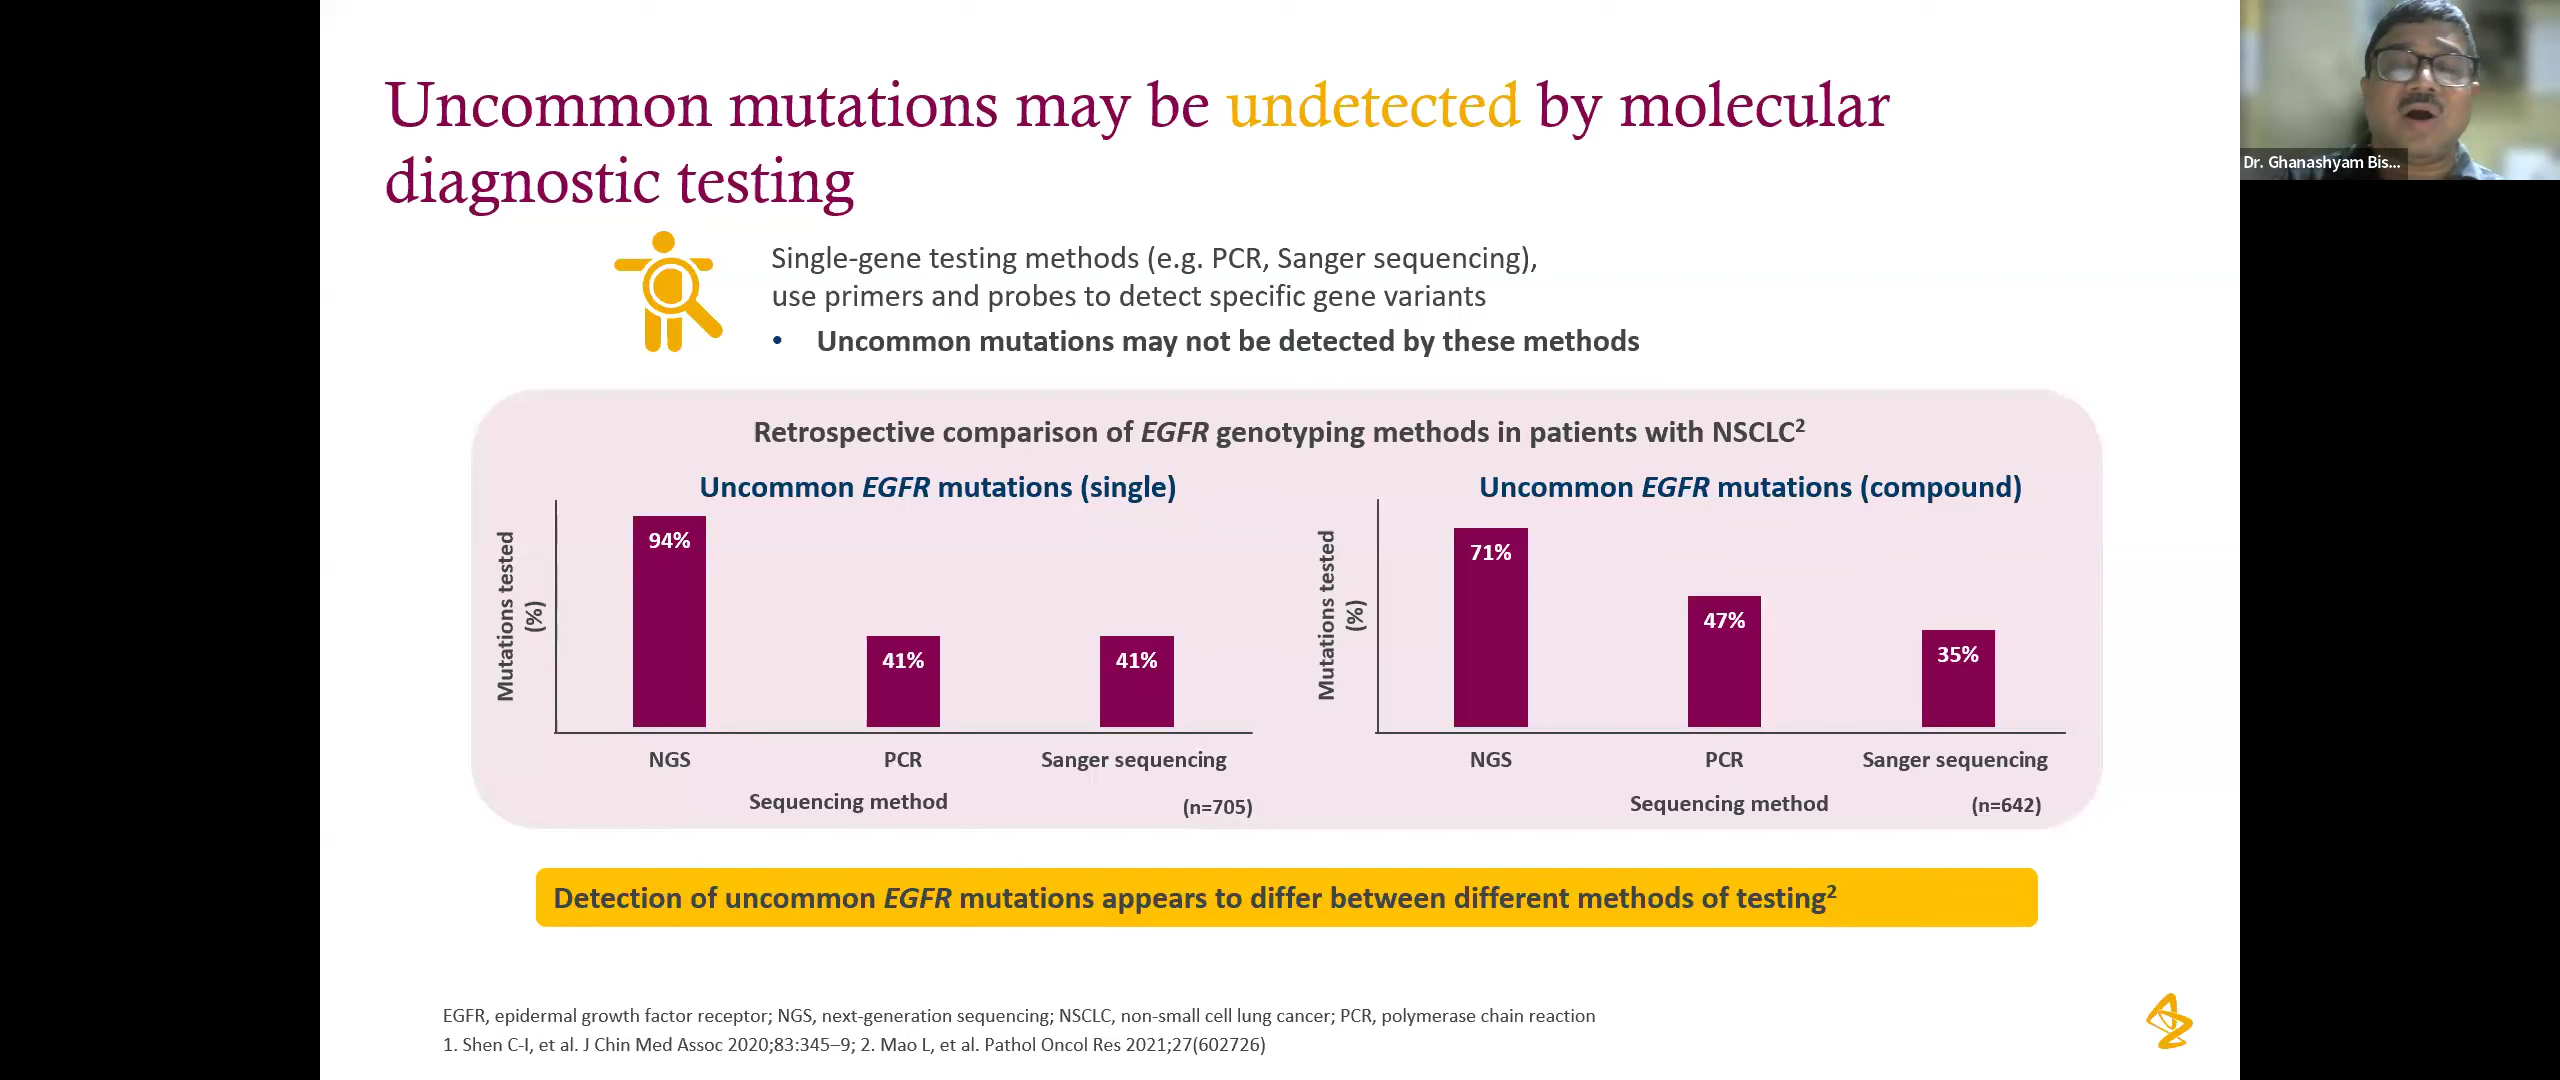 Uncommon mutations may be undetected by molecular
diagnostic testing
Dr. Ghanashyam Bis...
Single-gene testing methods (e.g. PCR, Sanger sequencing),
use primers and probes to detect specific gene variants
• Uncommon mutations may not be detected by these methods
Retrospective comparison of EGFR genotyping methods in patients with NSCLC²
Uncommon EGFR mutations (single)
Mutations tested
(%)
94%
41%
41%
NGS
PCR
Sanger sequencing
Sequencing method
(n=705)
Uncommon EGFR mutations (compound)
Mutations tested
(%)
71%
47%
35%
NGS
PCR
Sanger sequencing
Sequencing method
(n=642)
Detection of uncommon EGFR mutations appears to differ between different methods of testing²
EGFR, epidermal growth factor receptor; NGS, next-generation sequencing; NSCLC, non-small cell lung cancer; PCR, polymerase chain reaction
1. Shen C-I, et al. J Chin Med Assoc 2020;83:345–9; 2. Mao L, et al. Pathol Oncol Res 2021;27(602726)